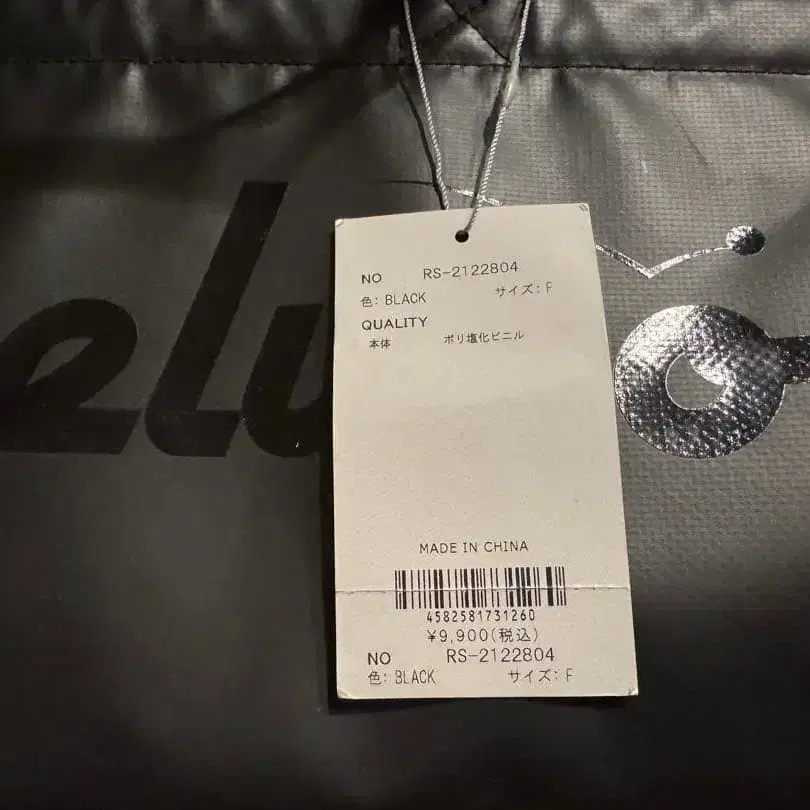 NO RS-2122804
色: BLACK サイズ: F
QUALITY
本体 ポリ塩化ビニル
MADE IN CHINA
4582581731260
¥9,900(税込)
NO RS-2122804
色: BLACK サイズ: F